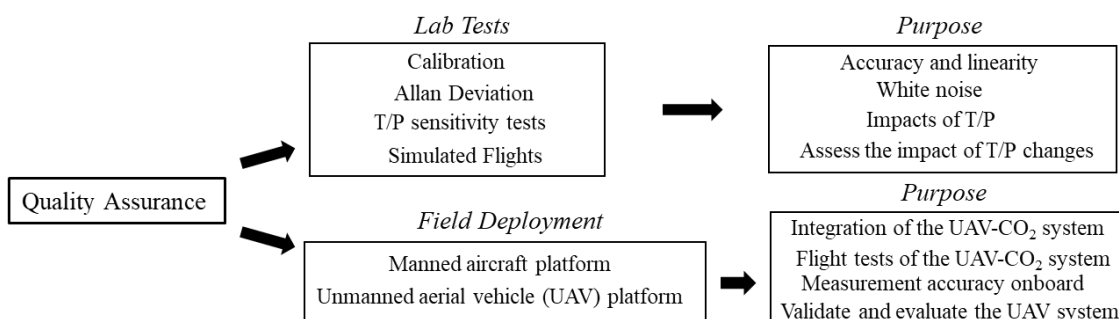 Lab Tests
Calibration
Allan Deviation
T/P sensitivity tests
Simulated Flights
Purpose
Accuracy and linearity
White noise
Impacts of T/P
Assess the impact of T/P changes
Quality Assurance
Field Deployment
Manned aircraft platform
Unmanned aerial vehicle (UAV) platform
Purpose
Integration of the UAV-CO₂ system
Flight tests of the UAV-CO₂ system
Measurement accuracy onboard
Validate and evaluate the UAV system